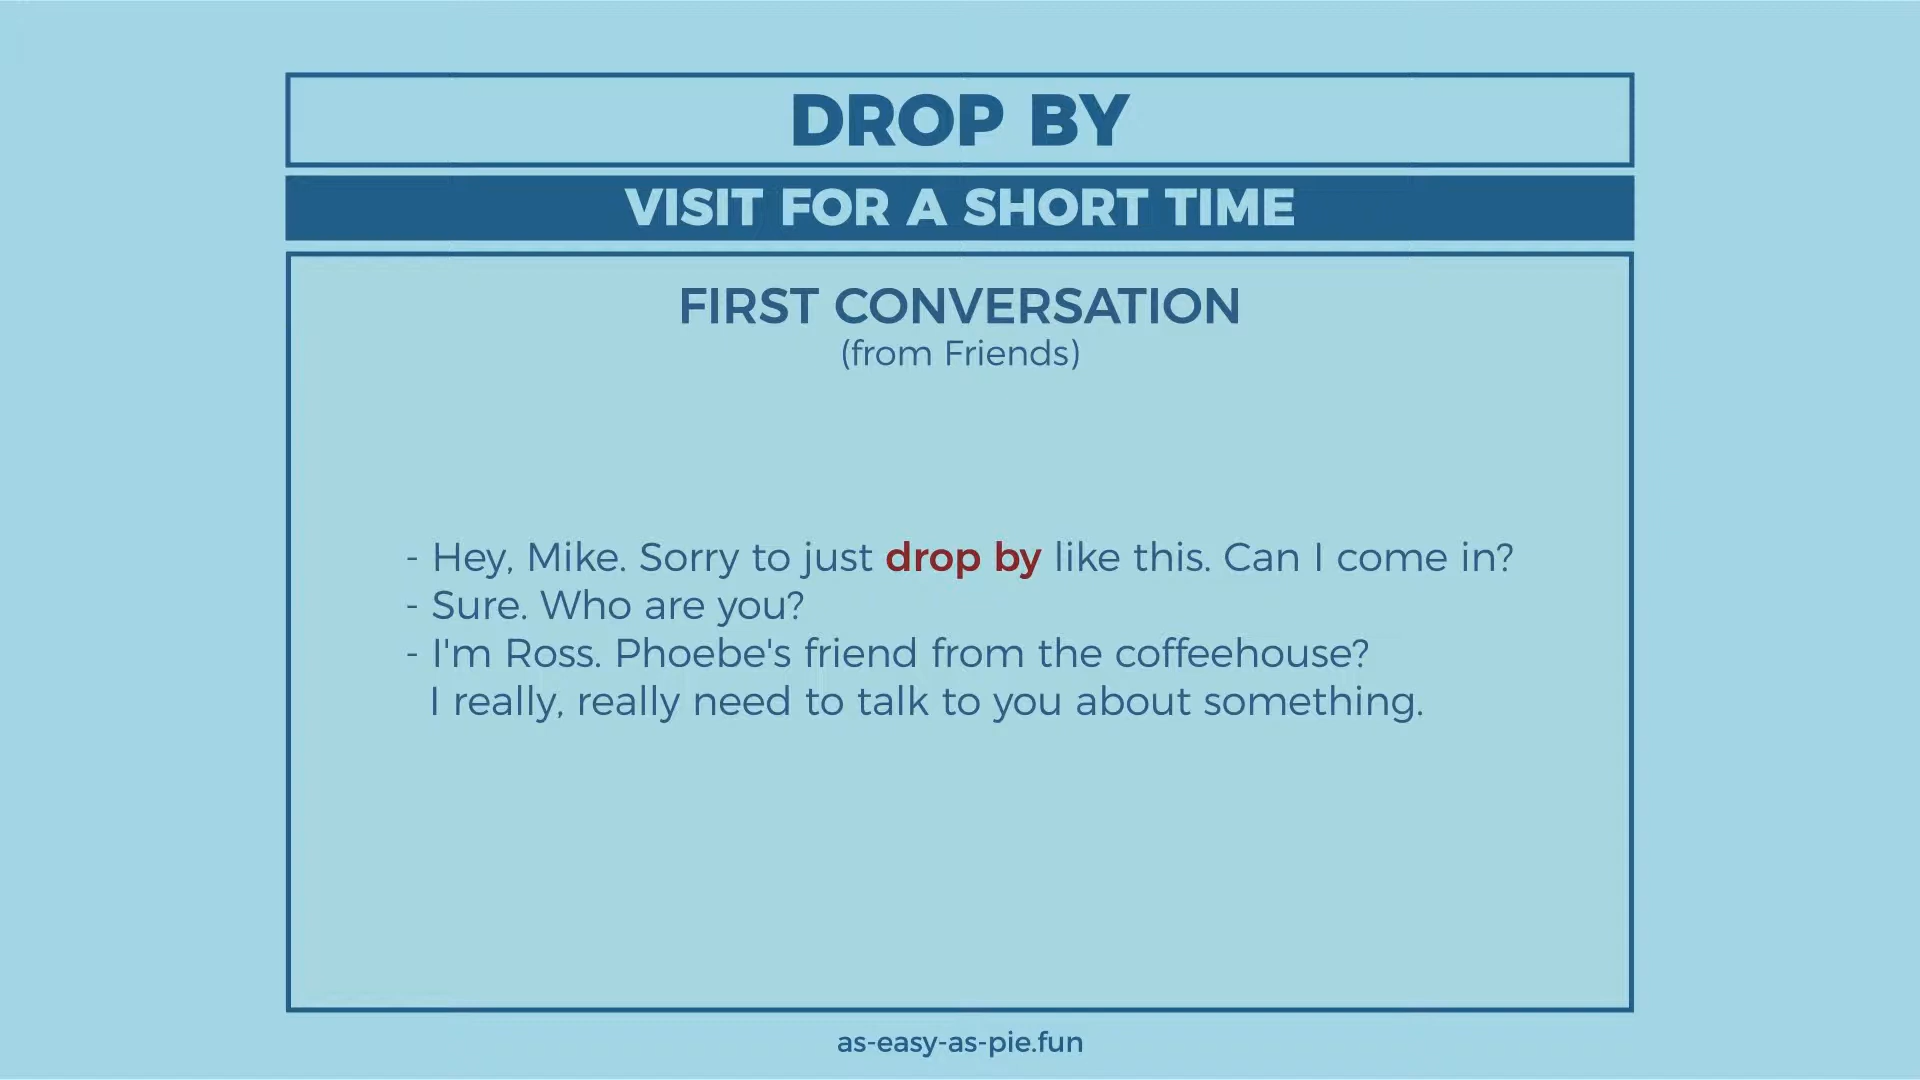 DROP BY
VISIT FOR A SHORT TIME
FIRST CONVERSATION
(from Friends)
- Hey, Mike. Sorry to just drop by like this. Can I come in?
- Sure. Who are you?
- I'm Ross. Phoebe's friend from the coffeehouse?
I really, really need to talk to you about something.
as-easy-as-pie.fun